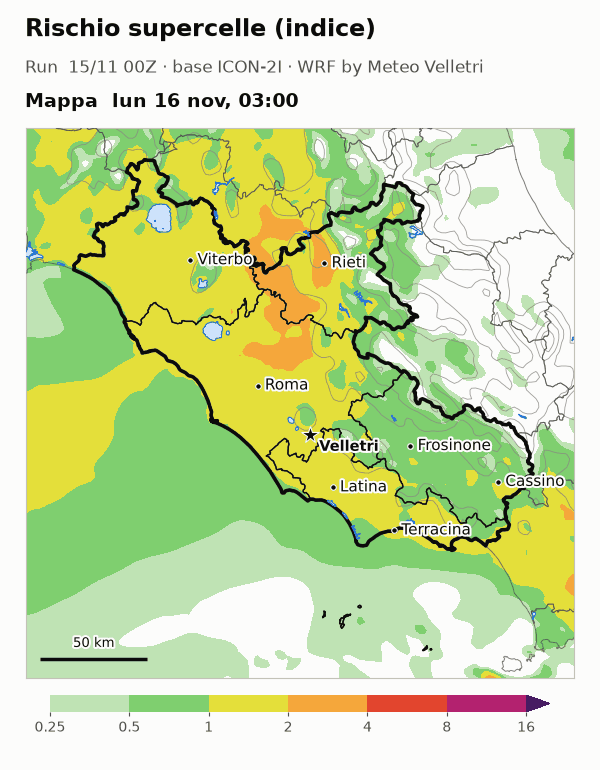 Rischio supercelle (indice)
Run  15/11 00Z · base ICON-2I · WRF by Meteo Velletri
Mappa  lun 16 nov, 03:00
Viterbo
Rieti
Roma
Velletri
Frosinone
Latina
Cassino
Terracina
50 km
0.25 0.5 1 2 4 8 16